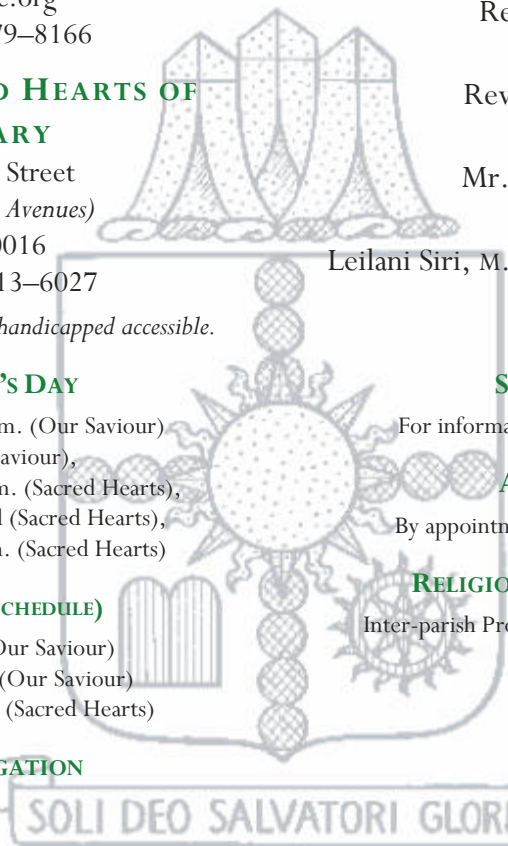 c.org
79–8166
D HEARTS OF
ARY
Street
Avenues)
0016
13–6027
handicapped accessible.
'S DAY
m. (Our Saviour)
aviour),
m. (Sacred Hearts),
l (Sacred Hearts),
n. (Sacred Hearts)
CHEDULE)
Our Saviour)
(Our Saviour)
(Sacred Hearts)
GATION
Re
Rev
Mr.
Leilani Siri, M.
S
For informa
A
By appointm
RELIGIO
Inter-parish Pro
SOLI DEO SALVATORI GLORI